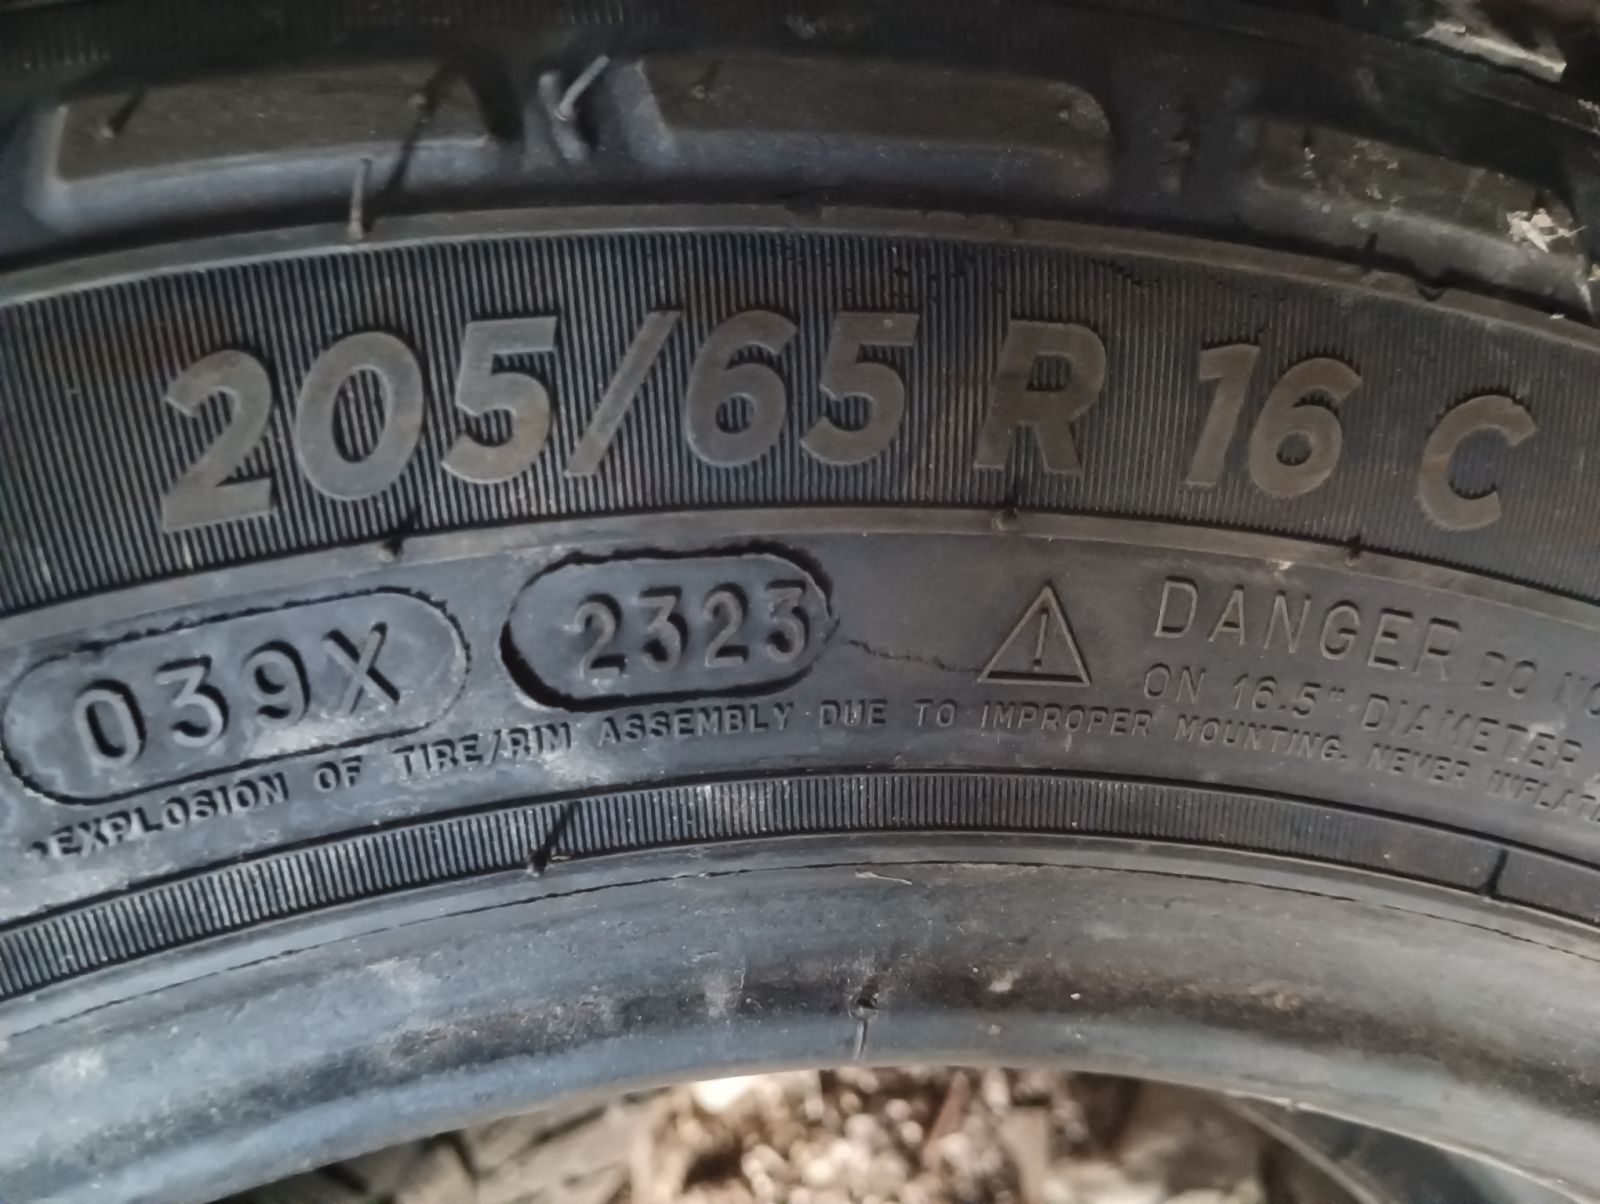 205/65 R 16 C
039X 2323 DANGER DO
ON 16.5" DIAMETER
•EXPLOSION OF TIRE/RIM ASSEMBLY DUE TO IMPROPER MOUNTING. NEVER